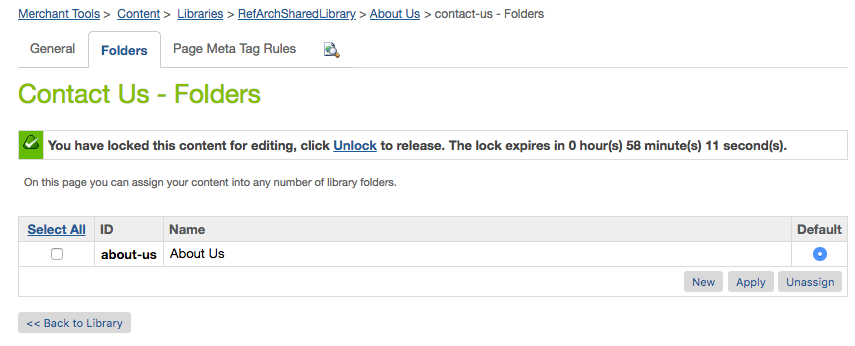 Merchant Tools > Content > Libraries > RefArchSharedLibrary > About Us > contact-us - Folders
General Folders Page Meta Tag Rules
Contact Us - Folders
You have locked this content for editing, click Unlock to release. The lock expires in 0 hour(s) 58 minute(s) 11 second(s).
On this page you can assign your content into any number of library folders.
Select All ID Name Default
about-us About Us
New Apply Unassign
<< Back to Library